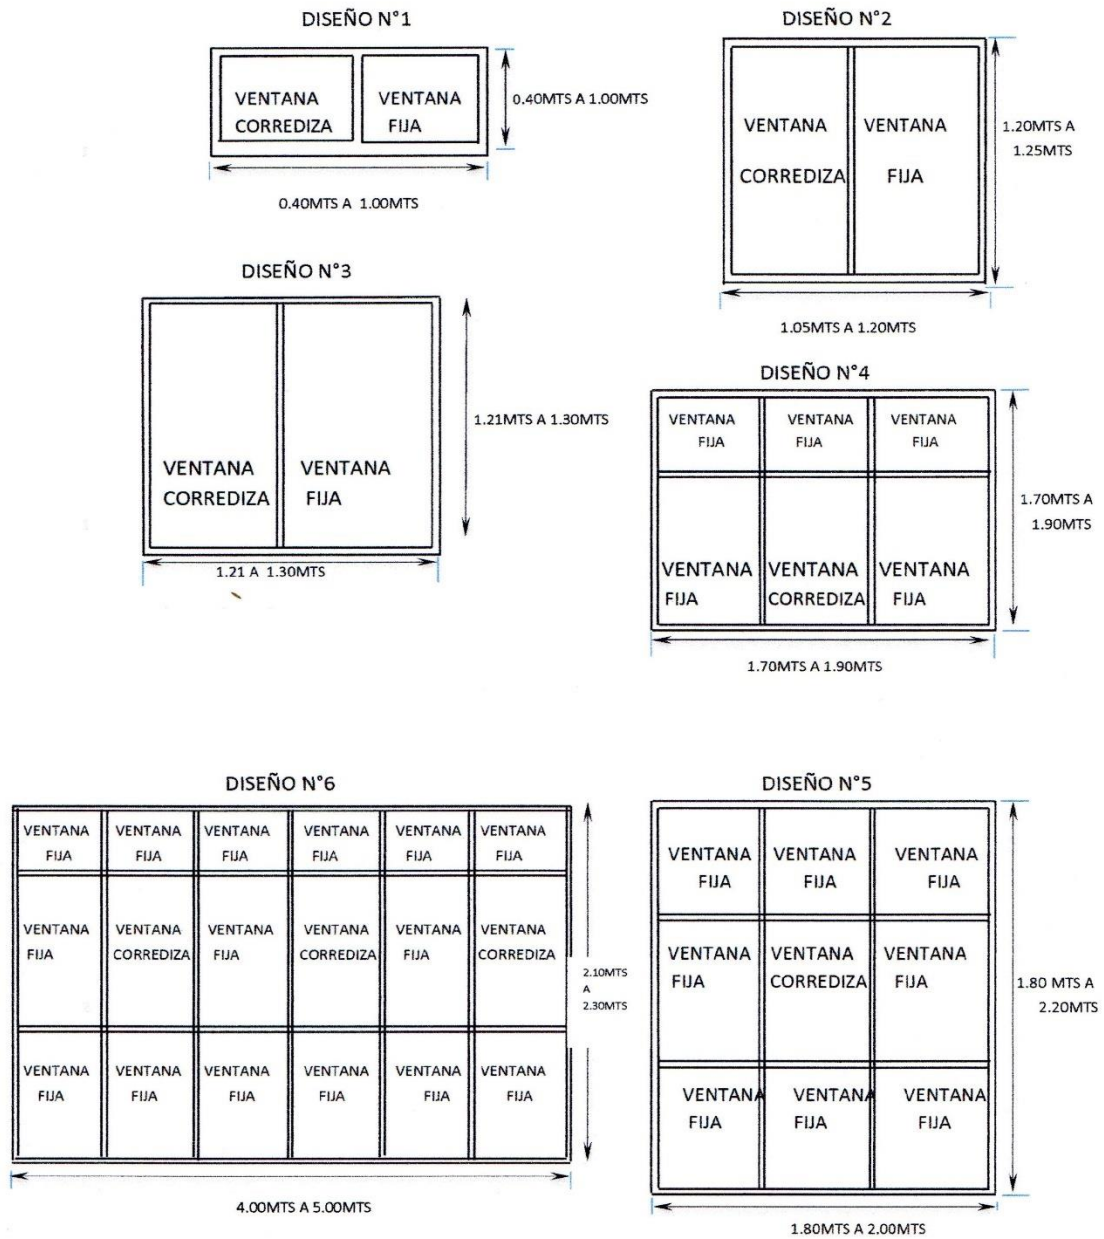 DISEÑO N°1
VENTANA
CORREDIZA
VENTANA
FIJA
0.40MTS A 1.00MTS
0.40MTS A 1.00MTS
DISEÑO N°2
VENTANA
CORREDIZA
VENTANA
FIJA
1.20MTS A
1.25MTS
1.05MTS A 1.20MTS
DISEÑO N°3
VENTANA
CORREDIZA
VENTANA
FIJA
1.21MTS A 1.30MTS
1.21 A 1.30MTS
DISEÑO N°4
VENTANA
FIJA
VENTANA
FIJA
VENTANA
FIJA
VENTANA
FIJA
VENTANA
CORREDIZA
VENTANA
FIJA
1.70MTS A
1.90MTS
1.70MTS A 1.90MTS
DISEÑO N°6
VENTANA
FIJA
VENTANA
FIJA
VENTANA
FIJA
VENTANA
FIJA
VENTANA
FIJA
VENTANA
FIJA
VENTANA
FIJA
VENTANA
CORREDIZA
VENTANA
FIJA
VENTANA
CORREDIZA
VENTANA
FIJA
VENTANA
CORREDIZA
VENTANA
FIJA
VENTANA
FIJA
VENTANA
FIJA
VENTANA
FIJA
VENTANA
FIJA
VENTANA
FIJA
2.10MTS
A
2.30MTS
4.00MTS A 5.00MTS
DISEÑO N°5
VENTANA
FIJA
VENTANA
FIJA
VENTANA
FIJA
VENTANA
FIJA
VENTANA
CORREDIZA
VENTANA
FIJA
VENTANA
FIJA
VENTANA
FIJA
VENTANA
FIJA
1.80 MTS A
2.20MTS
1.80MTS A 2.00MTS